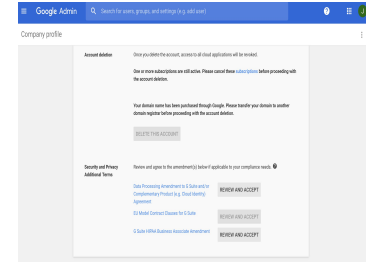 Google Admin
Search for users, groups, and settings (e.g. add user)
J
Company profile
Account deletion
Once you delete the account, access to all cloud applications will be revoked.
One or more subscriptions are still active. Please cancel these subscriptions before proceeding with
the account deletion.
Your domain name has been purchased through Google. Please transfer your domain to another
domain registrar before proceeding with the account deletion.
DELETE THIS ACCOUNT
Security and Privacy
Additional Terms
Review and agree to the amendment(s) below if applicable to your compliance needs.
Data Processing Amendment to G Suite and/or
Complementary Product (e.g. Cloud Identity)
Agreement
REVIEW AND ACCEPT
EU Model Contract Clauses for G Suite
REVIEW AND ACCEPT
G Suite HIPAA Business Associate Amendment
REVIEW AND ACCEPT